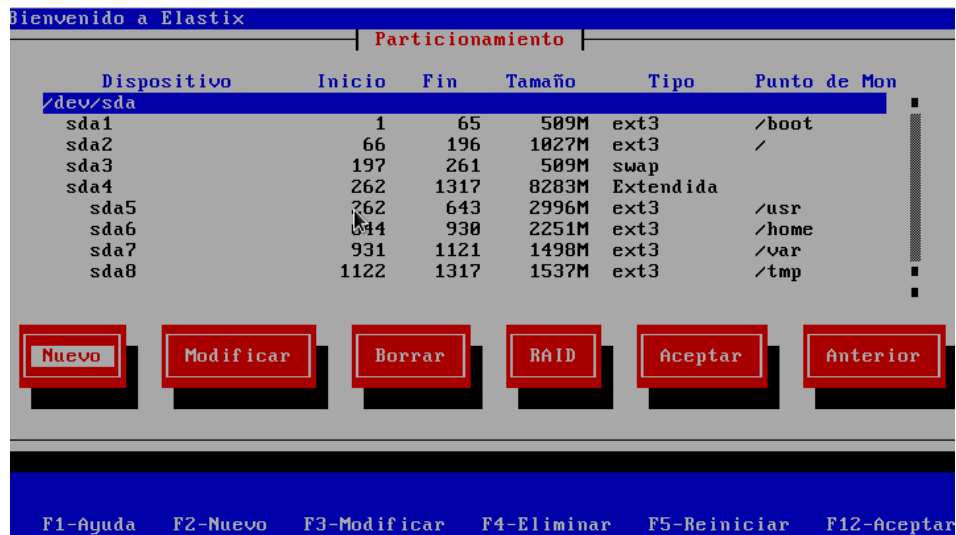 Bienvenido a Elastix
Particionamiento
Dispositivo Inicio Fin Tamaño Tipo Punto de Mon
/dev/sda
sda1 1 65 509M ext3 /boot
sda2 66 196 1027M ext3 /
sda3 197 261 509M swap
sda4 262 1317 8283M Extendida
sda5 262 643 2996M ext3 /usr
sda6 644 930 2251M ext3 /home
sda7 931 1121 1498M ext3 /var
sda8 1122 1317 1537M ext3 /tmp
Nuevo Modificar Borrar RAID Aceptar Anterior
F1-Ayuda F2-Nuevo F3-Modificar F4-Eliminar F5-Reiniciar F12-Aceptar